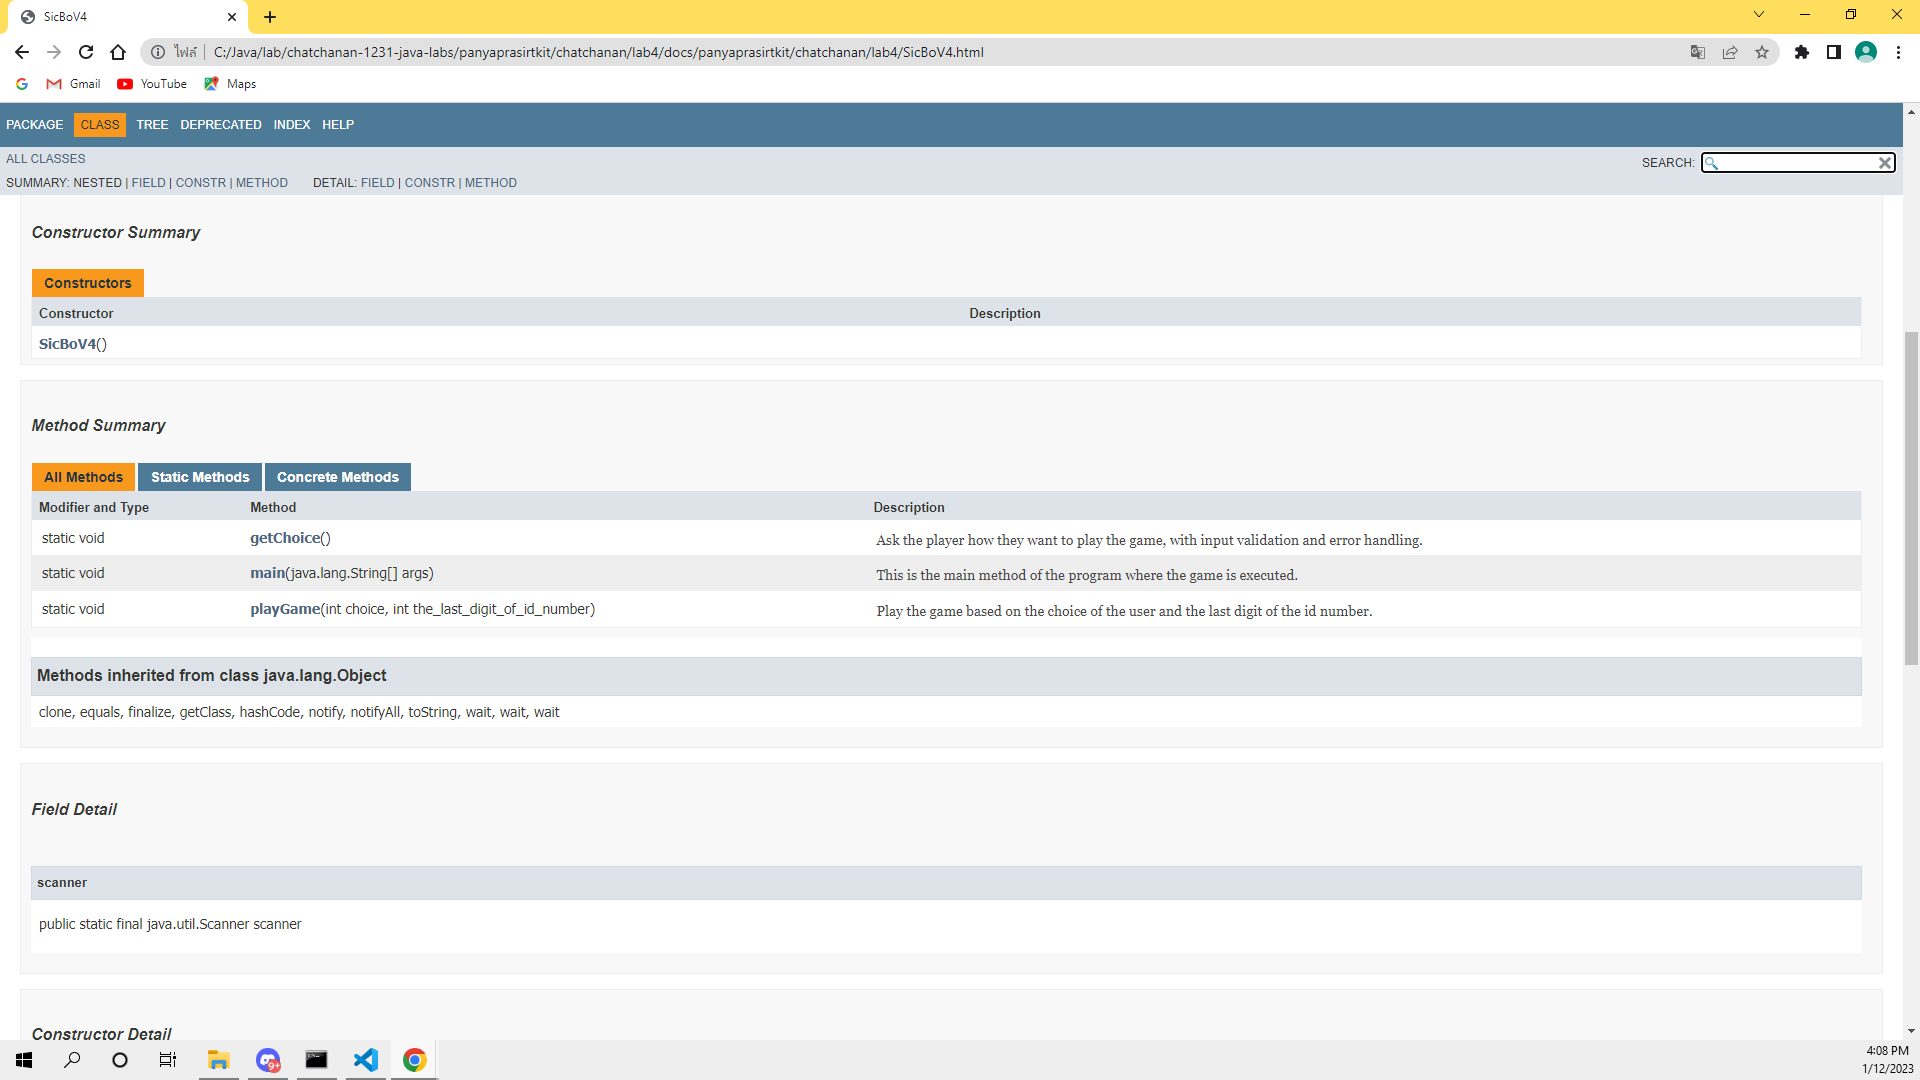 SicBoV4
ไฟล์ C:/Java/lab/chatchanan-1231-java-labs/panyaprasirtkit/chatchanan/lab4/docs/panyaprasirtkit/chatchanan/lab4/SicBoV4.html
Gmail YouTube Maps
PACKAGE CLASS TREE DEPRECATED INDEX HELP
ALL CLASSES
SEARCH:
SUMMARY: NESTED | FIELD | CONSTR | METHOD DETAIL: FIELD | CONSTR | METHOD
Constructor Summary
Constructors
Constructor Description
SicBoV4()
Method Summary
All Methods Static Methods Concrete Methods
Modifier and Type Method Description
static void getChoice() Ask the player how they want to play the game, with input validation and error handling.
static void main(java.lang.String[] args) This is the main method of the program where the game is executed.
static void playGame(int choice, int the_last_digit_of_id_number) Play the game based on the choice of the user and the last digit of the id number.
Methods inherited from class java.lang.Object
clone, equals, finalize, getClass, hashCode, notify, notifyAll, toString, wait, wait, wait
Field Detail
scanner
public static final java.util.Scanner scanner
Constructor Detail
9+
4:08 PM
1/12/2023